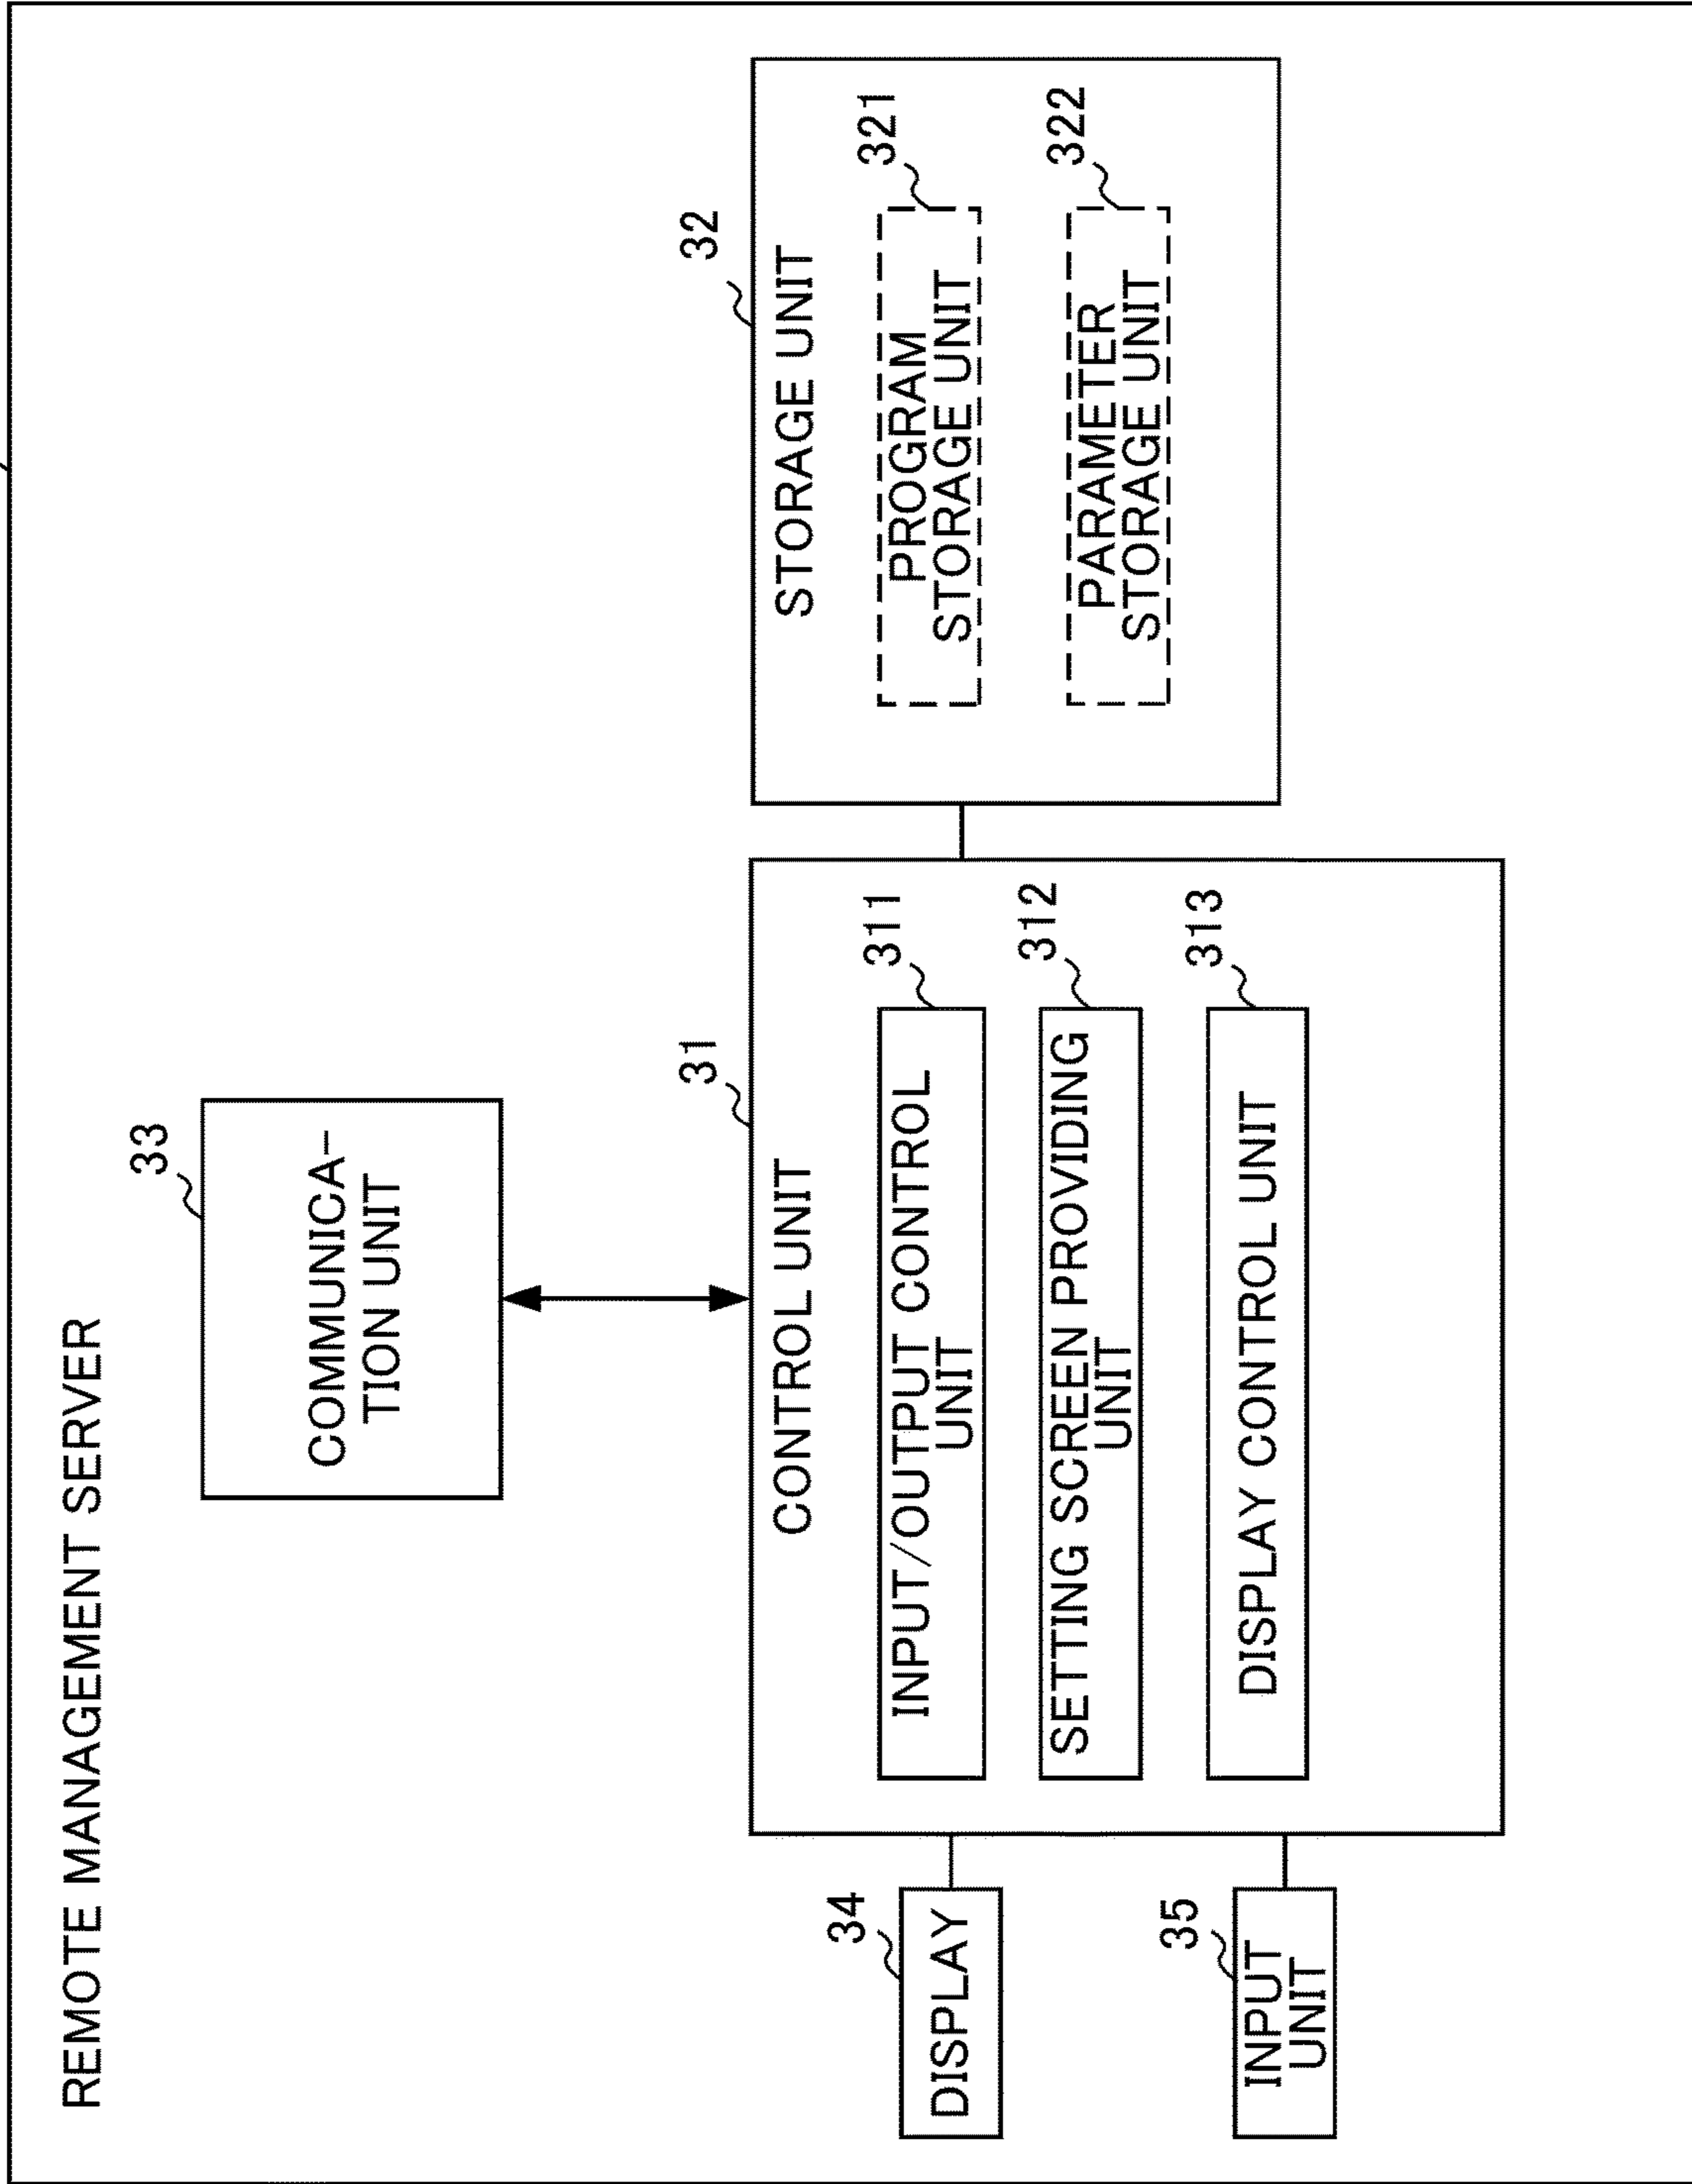 REMOTE MANAGEMENT SERVER
33
COMMUNICA-
TION UNIT
31
CONTROL UNIT
311
INPUT/OUTPUT CONTROL
UNIT
312
SETTING SCREEN PROVIDING
UNIT
313
DISPLAY CONTROL UNIT
32
STORAGE UNIT
321
PROGRAM
STORAGE UNIT
322
PARAMETER
STORAGE UNIT
34
DISPLAY
35
INPUT
UNIT